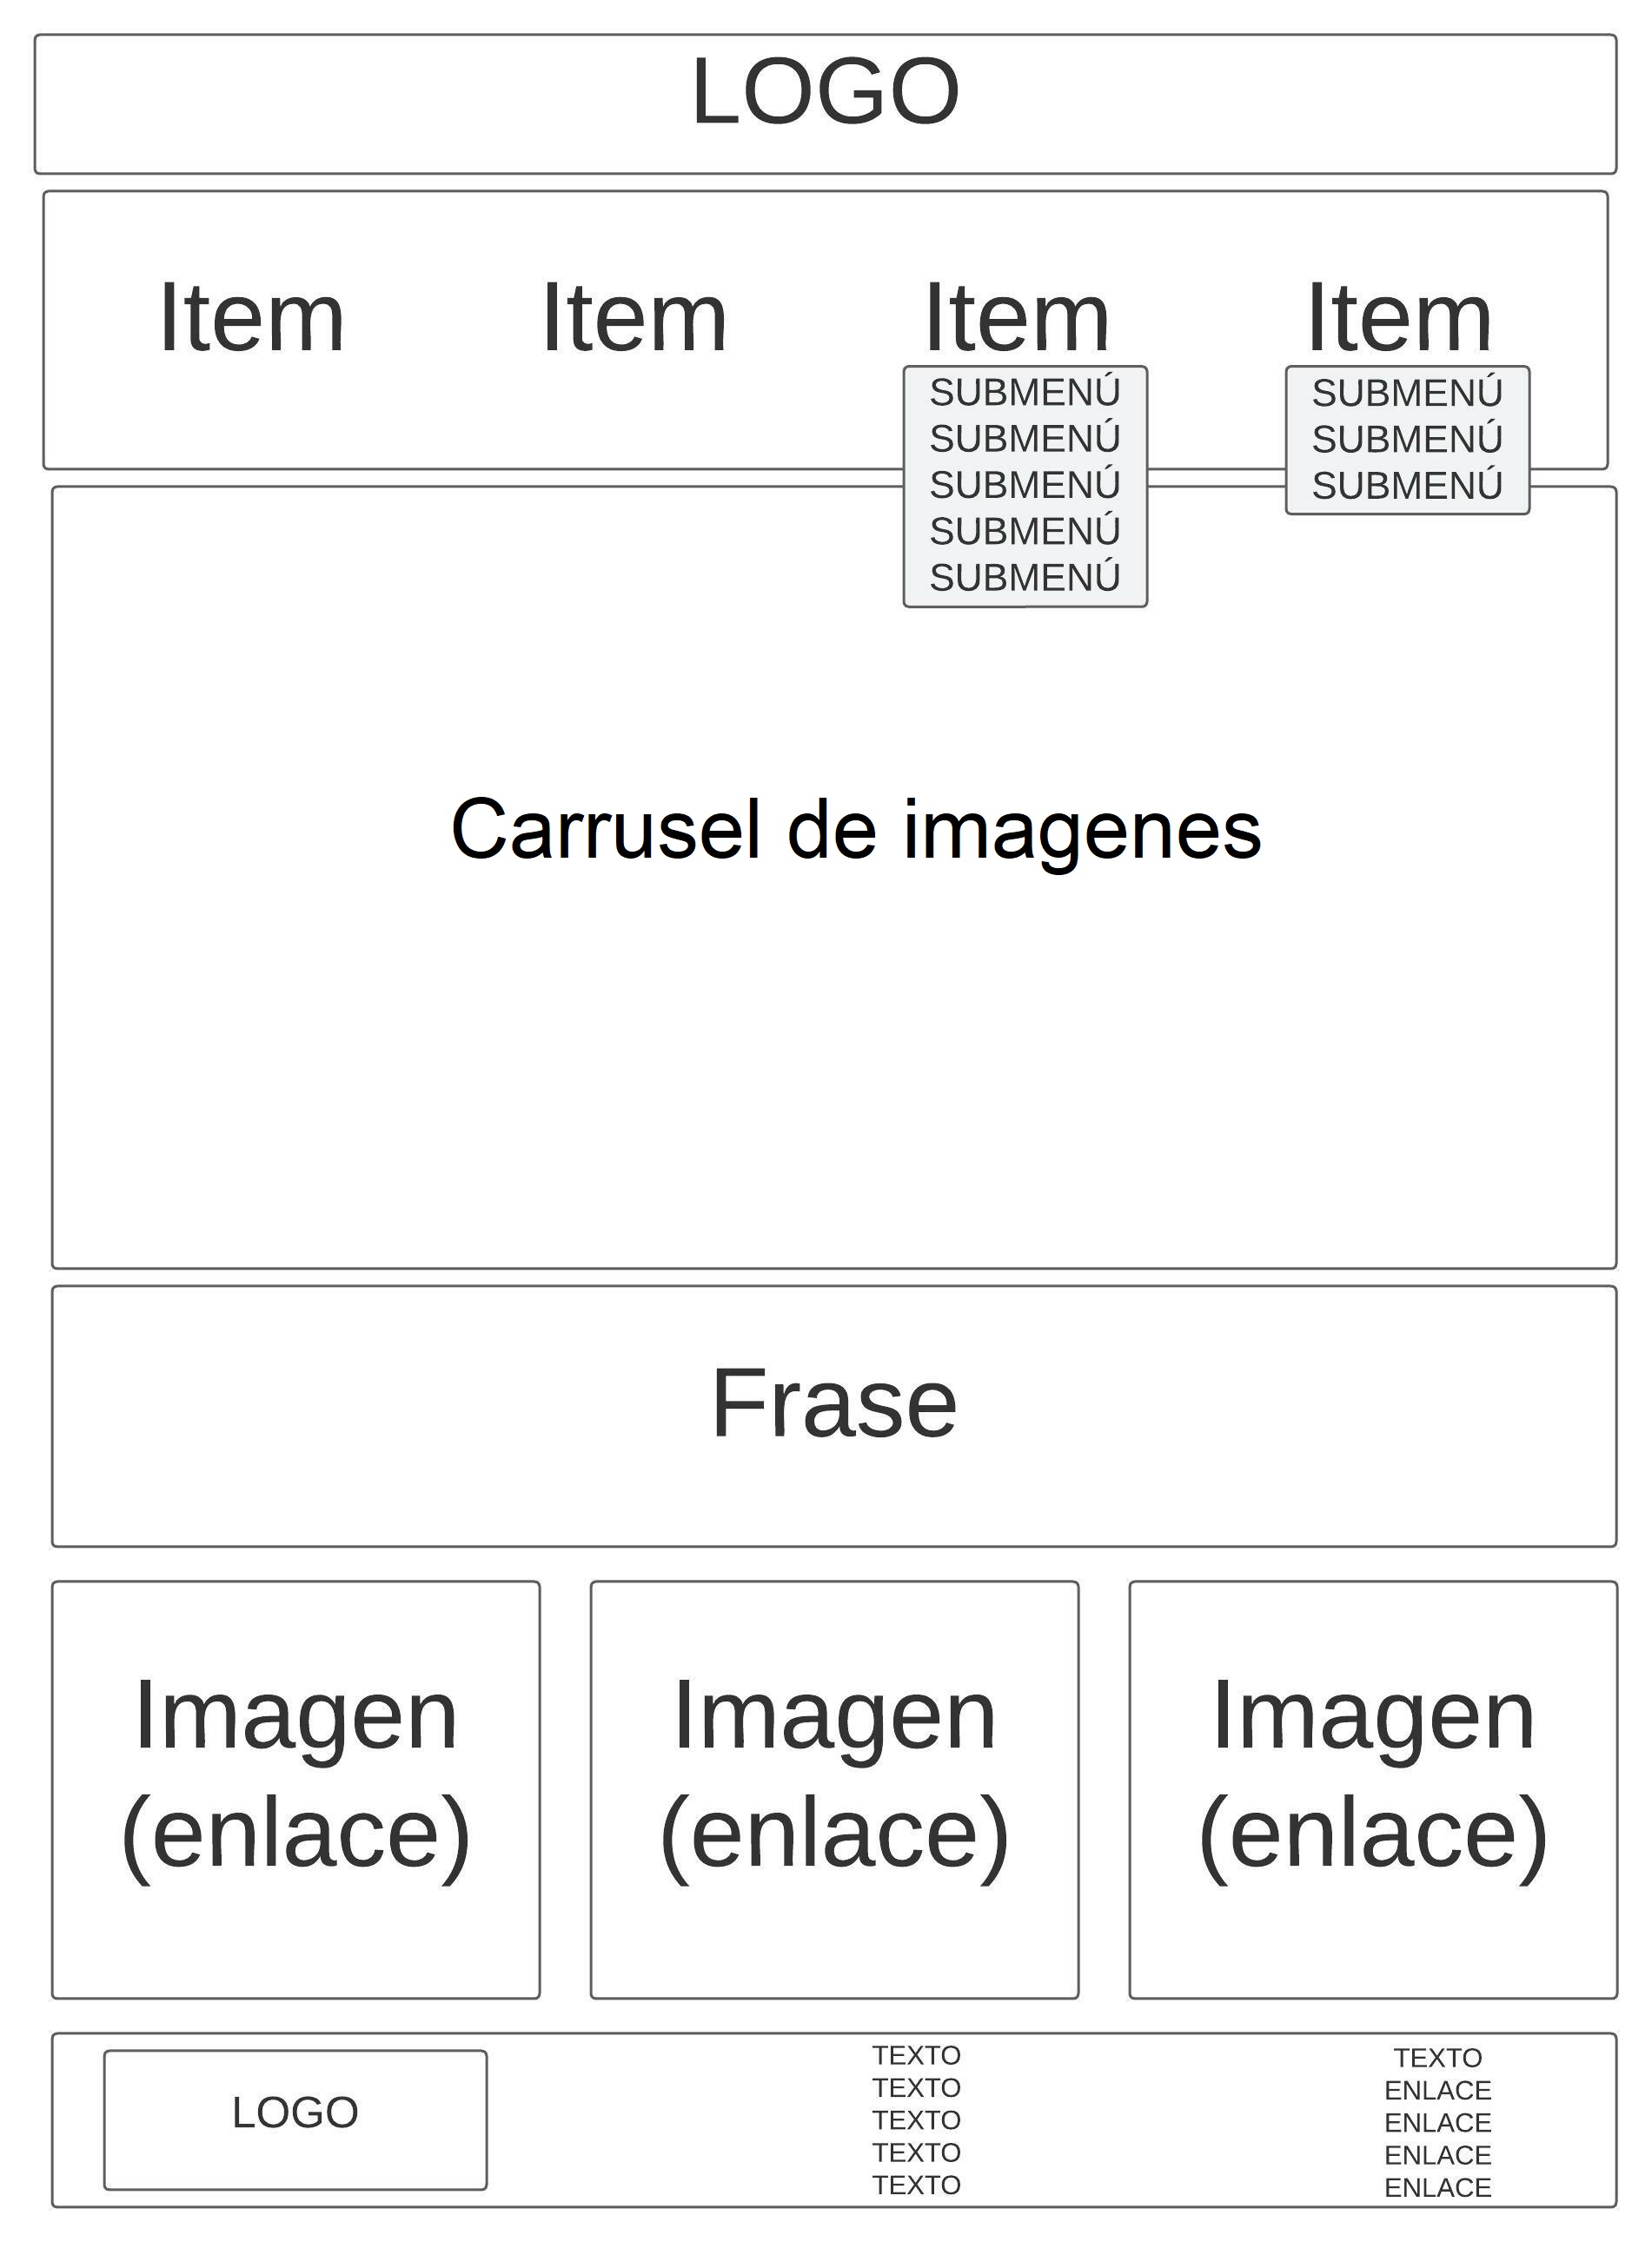 LOGO
Item
Item
Item
Item
SUBMENÚ
SUBMENÚ
SUBMENÚ
SUBMENÚ
SUBMENÚ
SUBMENÚ
SUBMENÚ
SUBMENÚ
Carrusel de imagenes
Frase
Imagen
(enlace)
Imagen
(enlace)
Imagen
(enlace)
LOGO
TEXTO
TEXTO
TEXTO
TEXTO
TEXTO
TEXTO
ENLACE
ENLACE
ENLACE
ENLACE